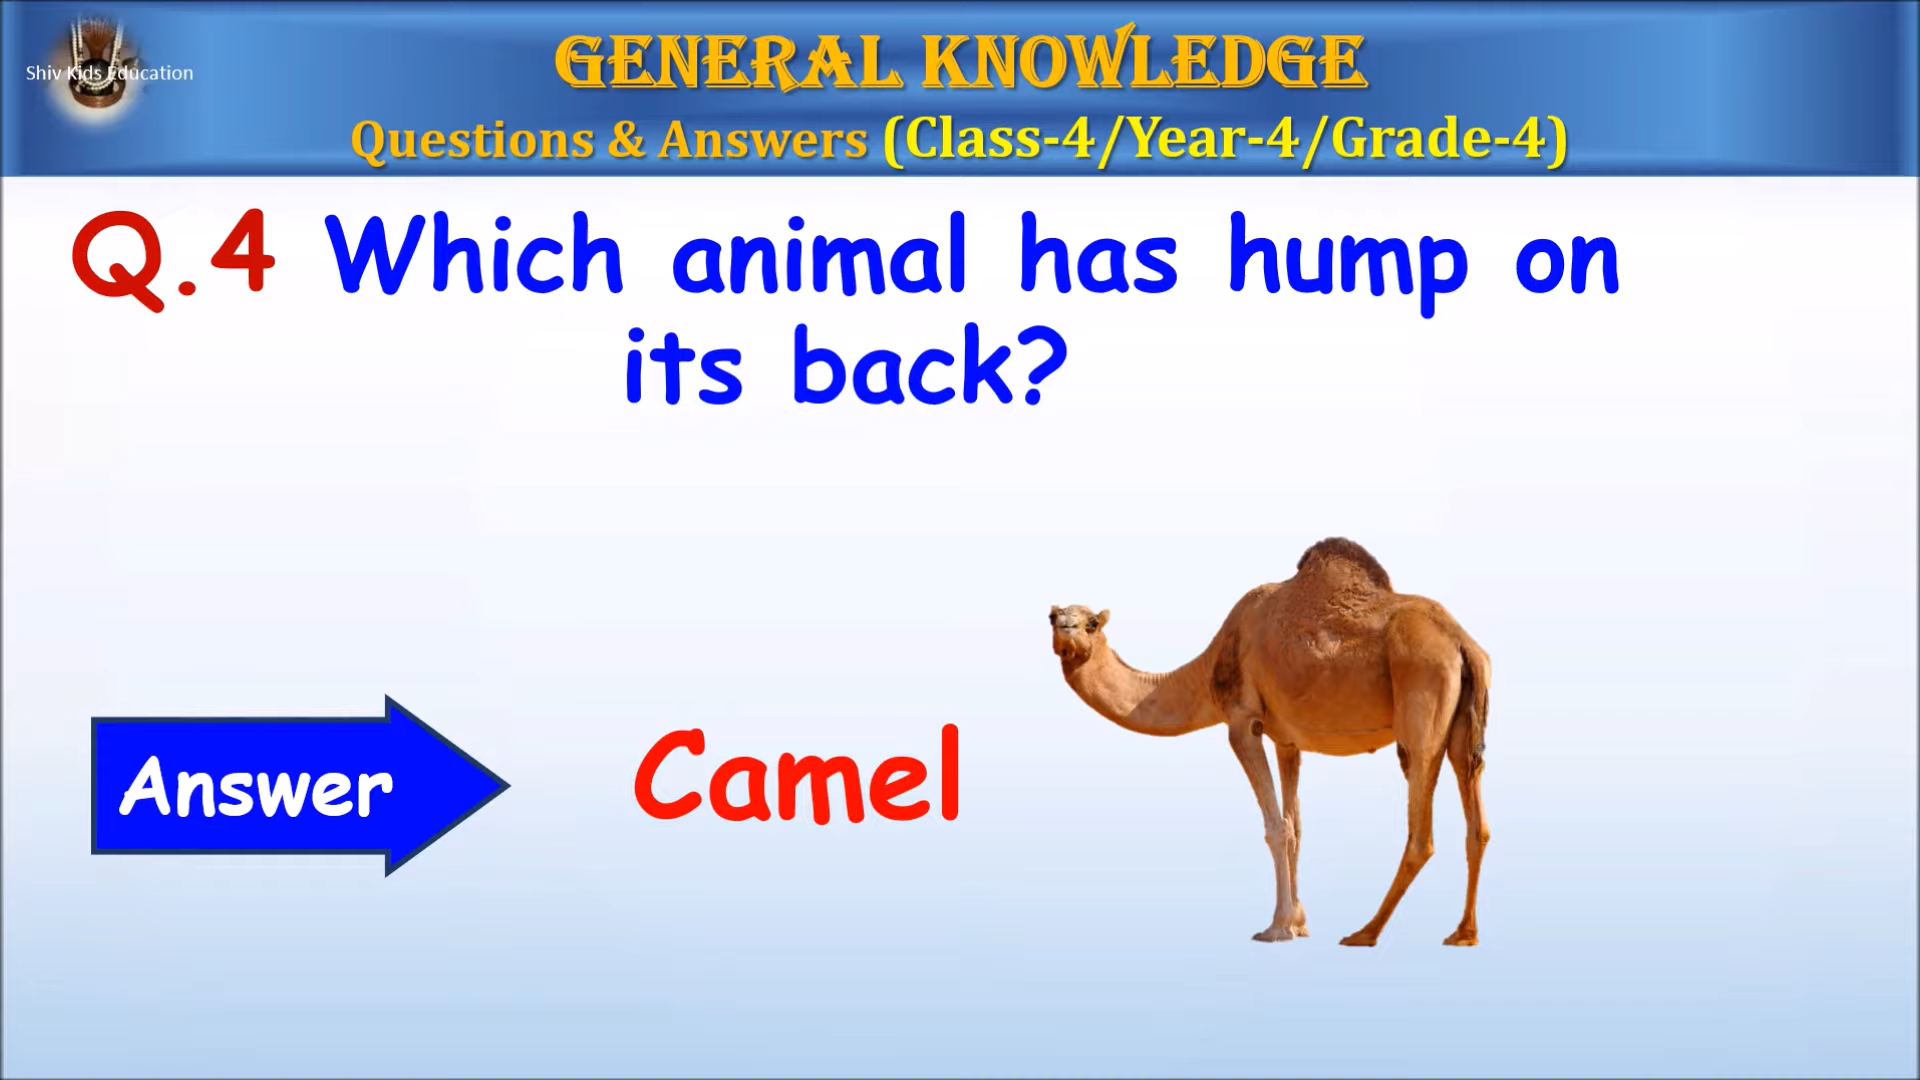 Shiv Kids Education
GENERAL KNOWLEDGE
Questions & Answers (Class-4/Year-4/Grade-4)
Q.4 Which animal has hump on
its back?
Answer
Camel